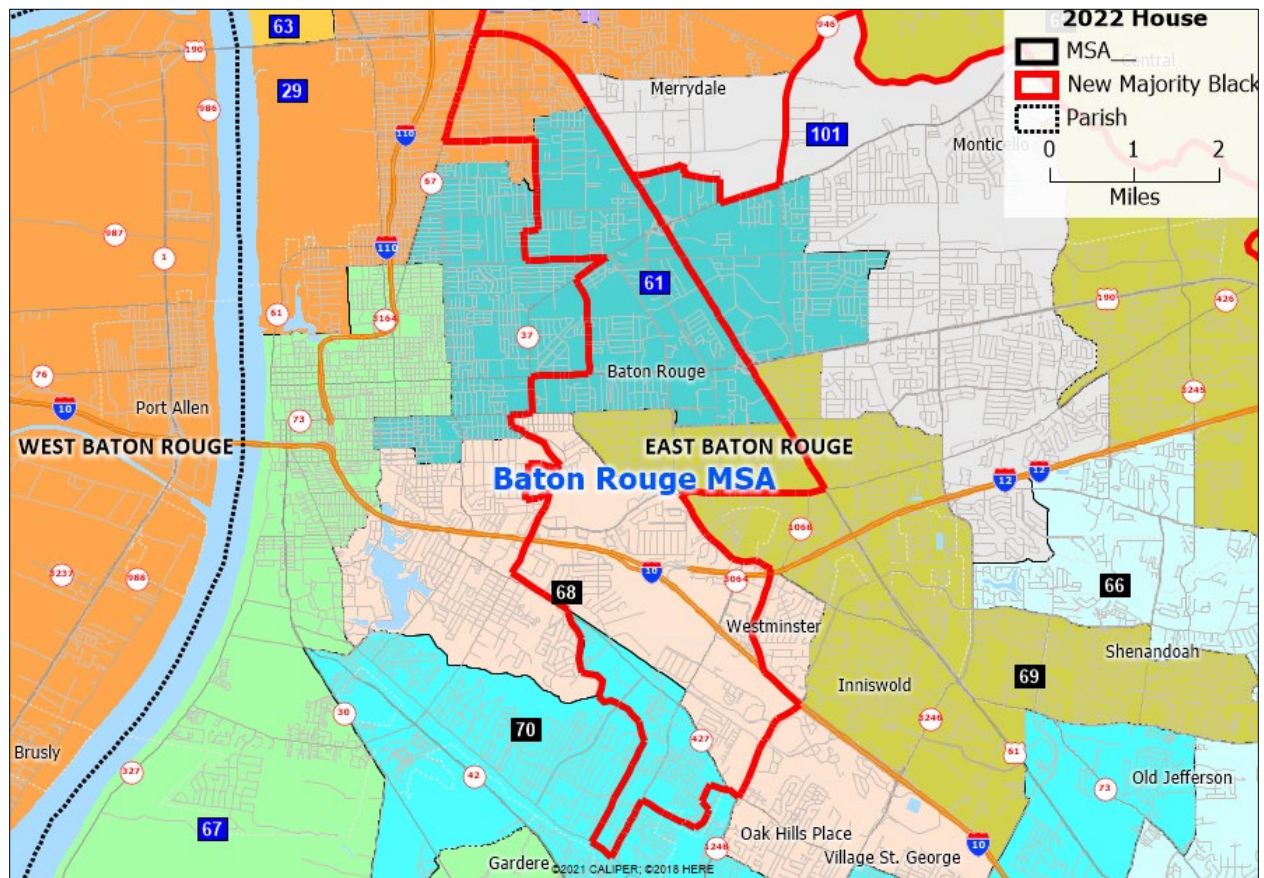 2022 House
MSA_
New Majority Black
Parish
0 1 2
Miles
63
190
946
Central
29
986
Merrydale
110
101
Monticello
67
987
1
110
61
190
426
61
3164
37
76
Baton Rouge
3245
10
Port Allen
73
WEST BATON ROUGE
EAST BATON ROUGE
Baton Rouge MSA
12
12
1068
3237
988
10
3064
68
66
Westminster
Shenandoah
Inniswold
69
30
70
3246
427
61
Brusly
327
42
Old Jefferson
73
67
Oak Hills Place
1248
10
Gardere
Village St. George
©2021 CALIPER; ©2018 HERE